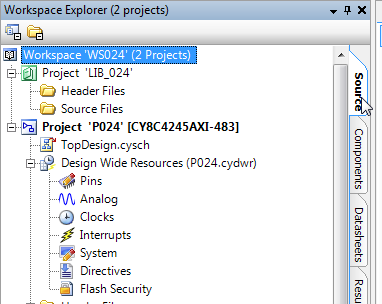 Workspace Explorer (2 projects)
Workspace 'WS024' (2 Projects)
Project 'LIB_024'
Header Files
Source Files
Project 'P024' [CY8C4245AXI-483]
TopDesign.cysch
Design Wide Resources (P024.cydwr)
Pins
Analog
Clocks
Interrupts
System
Directives
Flash Security
Source
Components
Datasheets